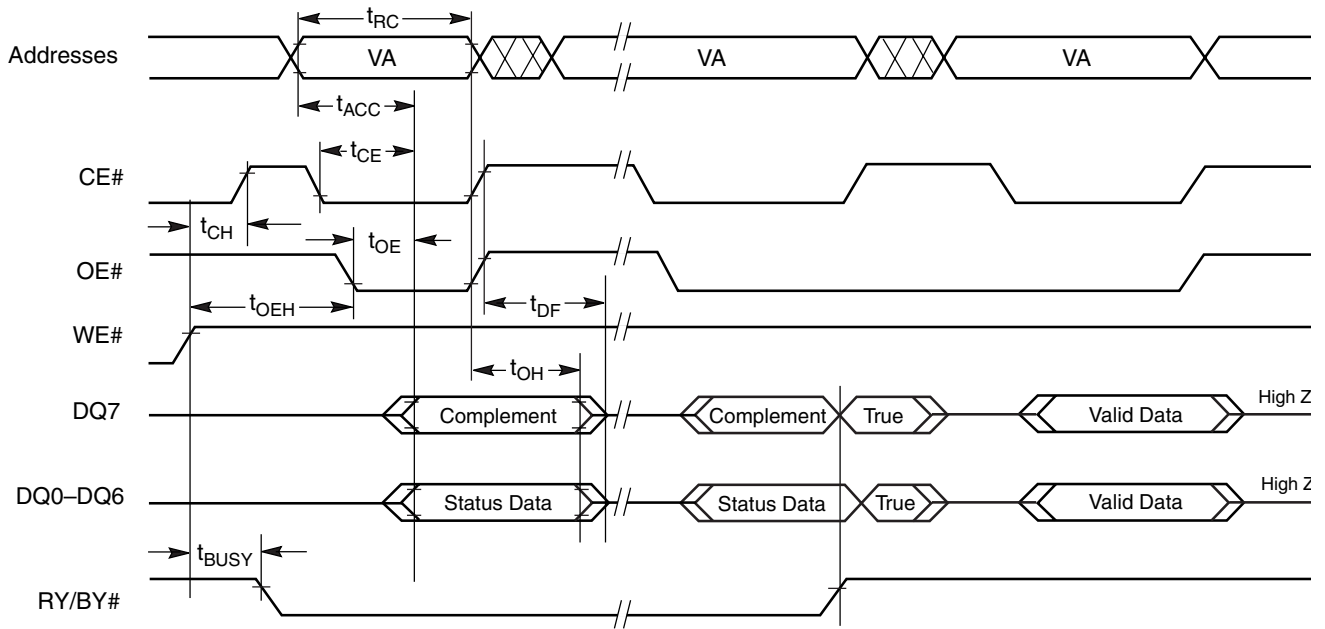 tRC
Addresses VA VA VA
tACC
tCE
CE#
tCH
tOE
OE#
tOEH
tDF
WE#
tOH
DQ7 Complement Complement True Valid Data High Z
DQ0–DQ6 Status Data Status Data True Valid Data High Z
tBUSY
RY/BY#